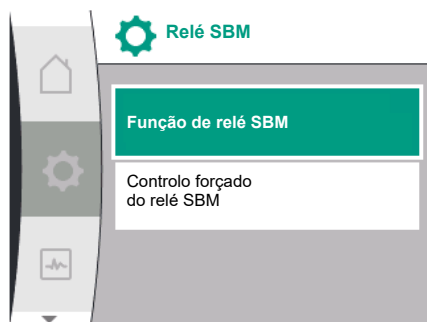 Relé SBM
Função de relé SBM
Controlo forçado
do relé SBM